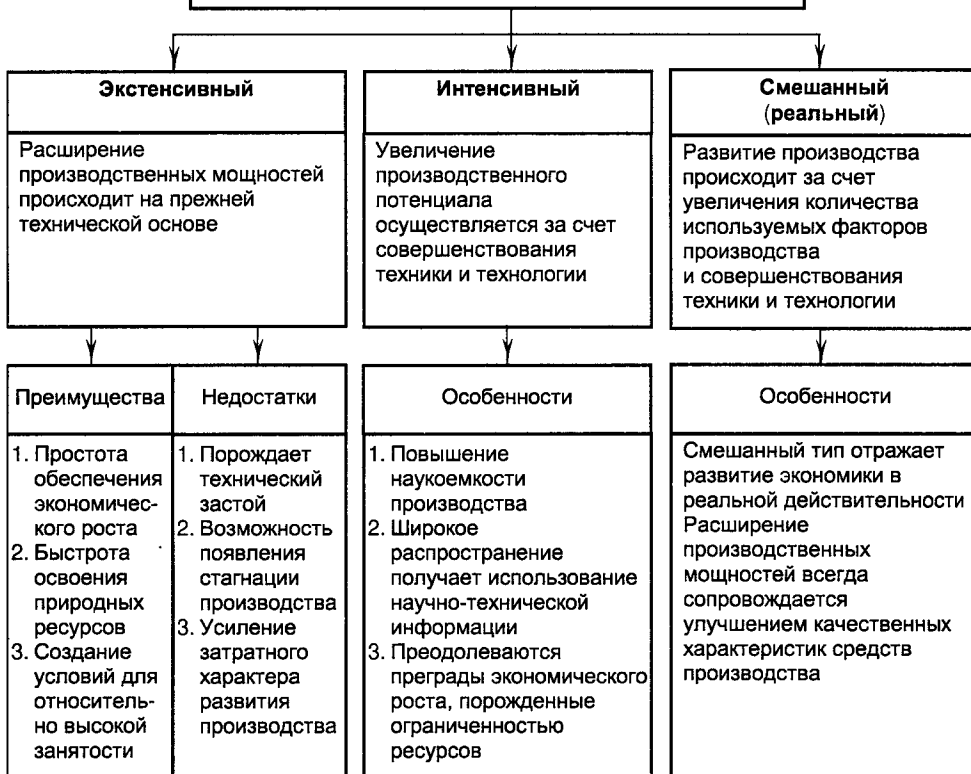 Экстенсивный
Расширение
производственных мощностей
происходит на прежней
технической основе
Интенсивный
Увеличение
производственного
потенциала
осуществляется за счет
совершенствования
техники и технологии
Смешанный
(реальный)
Развитие производства
происходит за счет
увеличения количества
используемых факторов
производства
и совершенствования
техники и технологии
Преимущества
1. Простота
обеспечения
экономичес-
кого роста
2. Быстрота
освоения
природных
ресурсов
3. Создание
условий для
относитель-
но высокой
занятости
Недостатки
1. Порождает
технический
застой
2. Возможность
появления
стагнации
производства
3. Усиление
затратного
характера
развития
производства
Особенности
1. Повышение
наукоемкости
производства
2. Широкое
распространение
получает использование
научно-технической
информации
3. Преодолеваются
преграды экономического
роста, порожденные
ограниченностью
ресурсов
Особенности
Смешанный тип отражает
развитие экономики в
реальной действительности
Расширение
производственных
мощностей всегда
сопровождается
улучшением качественных
характеристик средств
производства